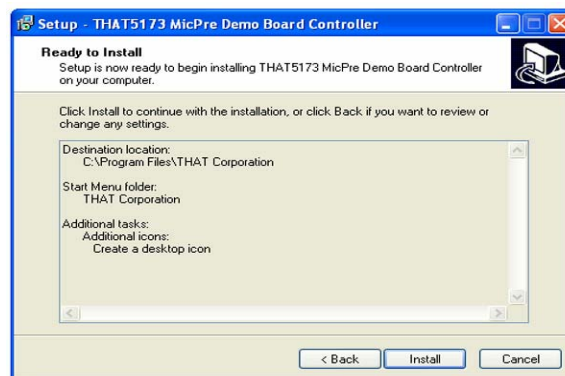 Setup - THAT5173 MicPre Demo Board Controller
Ready to Install
Setup is now ready to begin installing THAT5173 MicPre Demo Board Controller
on your computer.
Click Install to continue with the installation, or click Back if you want to review or
change any settings.
Destination location:
C:\Program Files\THAT Corporation
Start Menu folder:
THAT Corporation
Additional tasks:
Additional icons:
Create a desktop icon
< Back Install Cancel